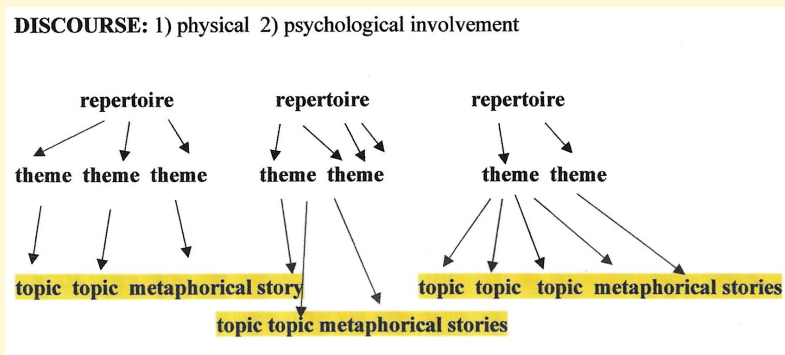 DISCOURSE: 1) physical 2) psychological involvement
repertoire repertoire repertoire
theme theme theme theme theme theme theme
topic topic metaphorical story topic topic topic metaphorical stories
topic topic metaphorical stories